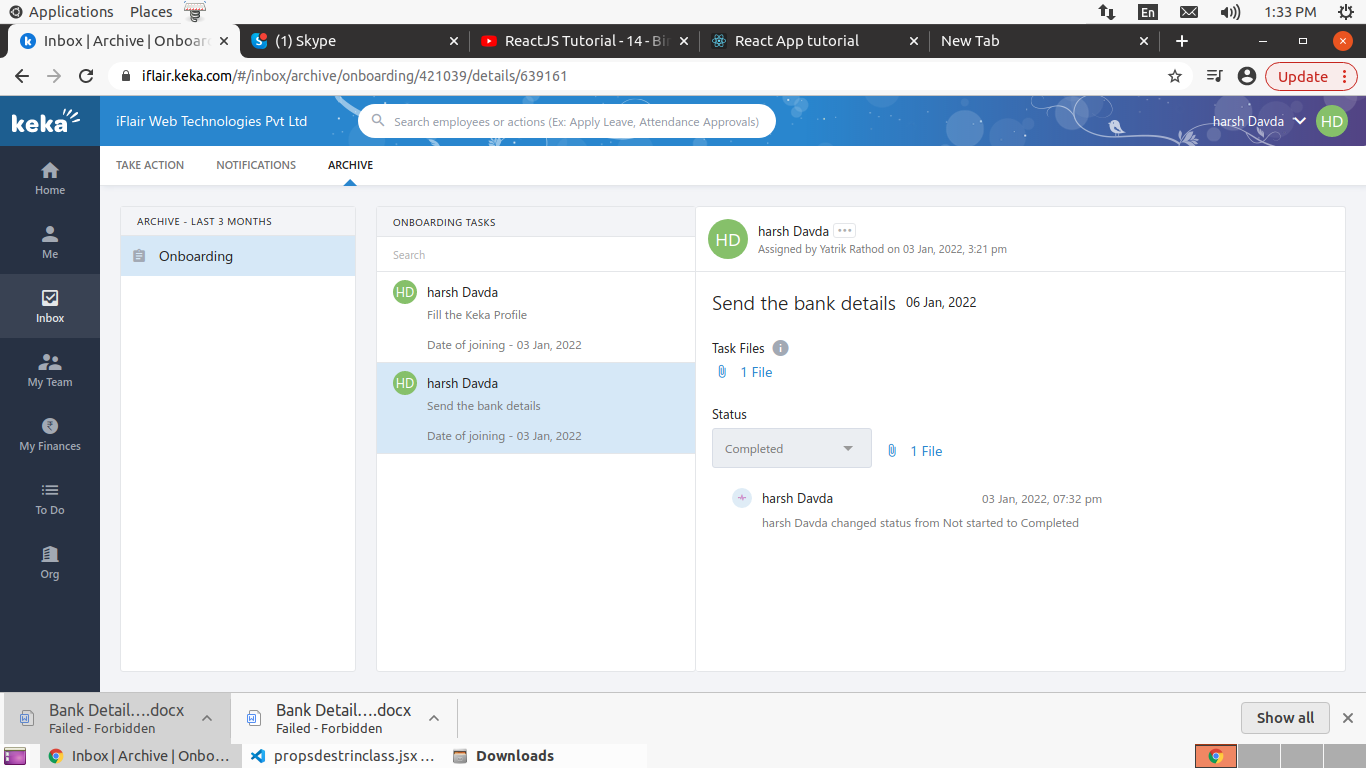 Applications Places En 1:33 PM
Inbox | Archive | Onboar (1) Skype ReactJS Tutorial - 14 - Bin React App tutorial New Tab
iflair.keka.com/#/inbox/archive/onboarding/421039/details/639161 Update
keka iFlair Web Technologies Pvt Ltd Search employees or actions (Ex: Apply Leave, Attendance Approvals) harsh Davda HD
TAKE ACTION NOTIFICATIONS ARCHIVE
Home
Me
Inbox
My Team
My Finances
To Do
Org
ARCHIVE - LAST 3 MONTHS
Onboarding
ONBOARDING TASKS
Search
HD harsh Davda
Fill the Keka Profile
Date of joining - 03 Jan, 2022
HD harsh Davda
Send the bank details
Date of joining - 03 Jan, 2022
HD harsh Davda
Assigned by Yatrik Rathod on 03 Jan, 2022, 3:21 pm
Send the bank details 06 Jan, 2022
Task Files
1 File
Status
Completed 1 File
harsh Davda 03 Jan, 2022, 07:32 pm
harsh Davda changed status from Not started to Completed
Bank Detail....docx Bank Detail....docx Show all
Failed - Forbidden Failed - Forbidden
Inbox | Archive | Onbo... propsdestrinclass.jsx ... Downloads